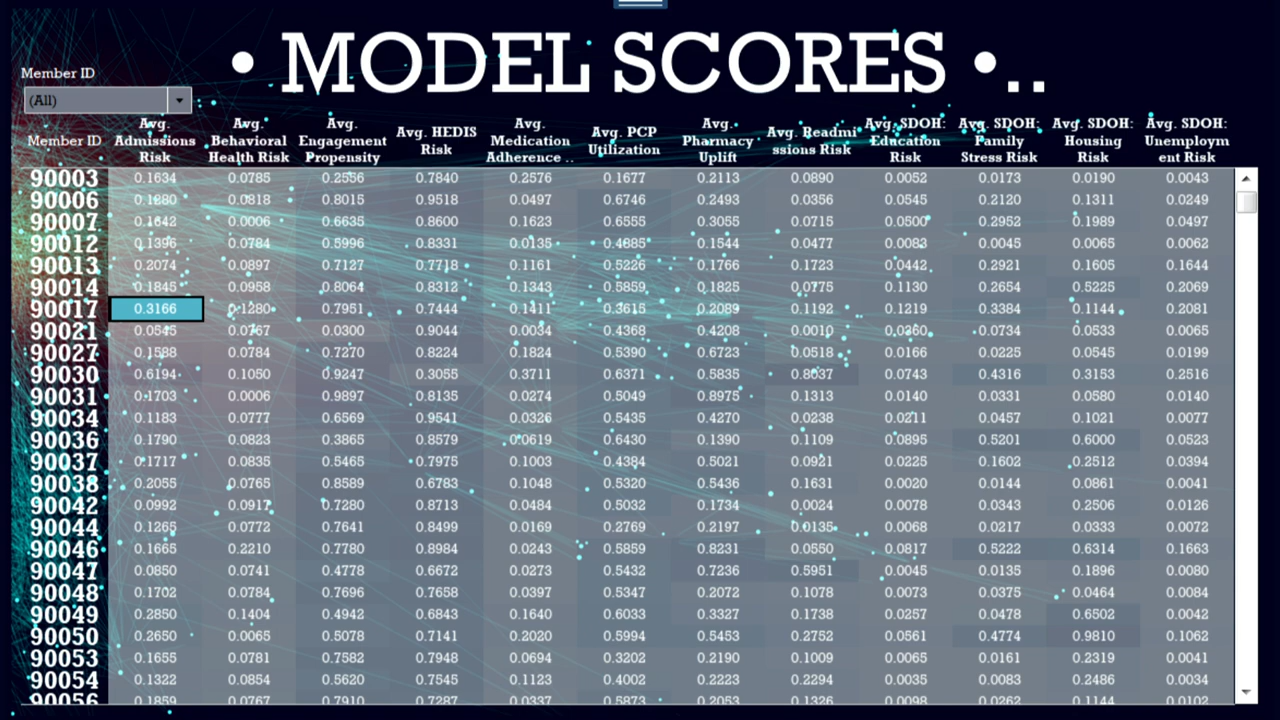 • MODEL SCORES •..
Member ID
(All)
Member ID Avg. Admissions Risk Avg. Behavioral Health Risk Avg. Engagement Propensity Avg. HEDIS Risk Avg. Medication Adherence .. Avg. PCP Utilization Avg. Pharmacy Uplift Avg. Readmissions Risk Avg. SDOH: Education Risk Avg. SDOH: Family Stress Risk Avg. SDOH: Housing Risk Avg. SDOH: Unemployment Risk
90003 0.1634 0.0785 0.2556 0.7840 0.2576 0.1677 0.2113 0.0890 0.0052 0.0173 0.0190 0.0043
90006 0.1280 0.0818 0.8015 0.9518 0.0497 0.6746 0.2493 0.0356 0.0545 0.2120 0.1311 0.0249
90007 0.1642 0.0006 0.6635 0.8600 0.1623 0.6555 0.3055 0.0715 0.0500 0.2952 0.1989 0.0497
90012 0.1396 0.0784 0.5996 0.8331 0.0135 0.4885 0.1544 0.0477 0.0083 0.0045 0.0065 0.0062
90013 0.2074 0.0897 0.7127 0.7718 0.1161 0.5226 0.1766 0.1723 0.0442 0.2921 0.1605 0.1644
90014 0.1845 0.0958 0.8064 0.8312 0.1343 0.5859 0.1825 0.0775 0.1130 0.2654 0.5225 0.2069
90017 0.3166 0.1280 0.7951 0.7444 0.1411 0.3615 0.2089 0.1192 0.1219 0.3384 0.1144 0.2081
90021 0.0545 0.0767 0.0300 0.9044 0.0034 0.4368 0.4208 0.0010 0.0360 0.0734 0.0533 0.0065
90027 0.1588 0.0784 0.7270 0.8224 0.1824 0.5390 0.6723 0.0518 0.0166 0.0225 0.0545 0.0199
90030 0.6194 0.1050 0.9247 0.3055 0.3711 0.6371 0.5835 0.8037 0.0743 0.4316 0.3153 0.2516
90031 0.1703 0.0006 0.9897 0.8135 0.0274 0.5049 0.8975 0.1313 0.0140 0.0331 0.0580 0.0140
90034 0.1183 0.0777 0.6569 0.9541 0.0326 0.5435 0.4270 0.0238 0.0211 0.0457 0.1021 0.0077
90036 0.1790 0.0823 0.3865 0.8579 0.0619 0.6430 0.1390 0.1109 0.0895 0.5201 0.6000 0.0523
90037 0.1717 0.0835 0.5465 0.7975 0.1003 0.4384 0.5021 0.0921 0.0225 0.1602 0.2512 0.0394
90038 0.2055 0.0765 0.8589 0.6783 0.1048 0.5320 0.5436 0.1631 0.0020 0.0144 0.0861 0.0041
90042 0.0992 0.0917 0.7280 0.8713 0.0484 0.5032 0.1734 0.0024 0.0078 0.0343 0.2506 0.0126
90044 0.1265 0.0772 0.7641 0.8499 0.0169 0.2769 0.2197 0.0135 0.0068 0.0217 0.0333 0.0072
90046 0.1665 0.2210 0.7780 0.8984 0.0243 0.5859 0.8231 0.0550 0.0817 0.5222 0.6314 0.1663
90047 0.0850 0.0741 0.4778 0.6672 0.0273 0.5432 0.7236 0.5951 0.0045 0.0135 0.1896 0.0080
90048 0.1702 0.0784 0.7696 0.7658 0.0397 0.5347 0.2072 0.1078 0.0073 0.0375 0.0464 0.0084
90049 0.2850 0.1404 0.4942 0.6843 0.1640 0.6033 0.3327 0.1738 0.0257 0.0478 0.6502 0.0042
90050 0.2650 0.0065 0.5078 0.7141 0.2020 0.5994 0.5453 0.2752 0.0561 0.4774 0.9810 0.1062
90053 0.1655 0.0781 0.7582 0.7948 0.0694 0.3202 0.2190 0.1009 0.0065 0.0161 0.2319 0.0041
90054 0.1322 0.0854 0.5620 0.7545 0.1123 0.4002 0.2223 0.2294 0.0035 0.0083 0.2486 0.0034
90056 0.1859 0.0767 0.7910 0.7287 0.0337 0.5873 0.2053 0.1326 0.0098 0.0262 0.1144 0.0102